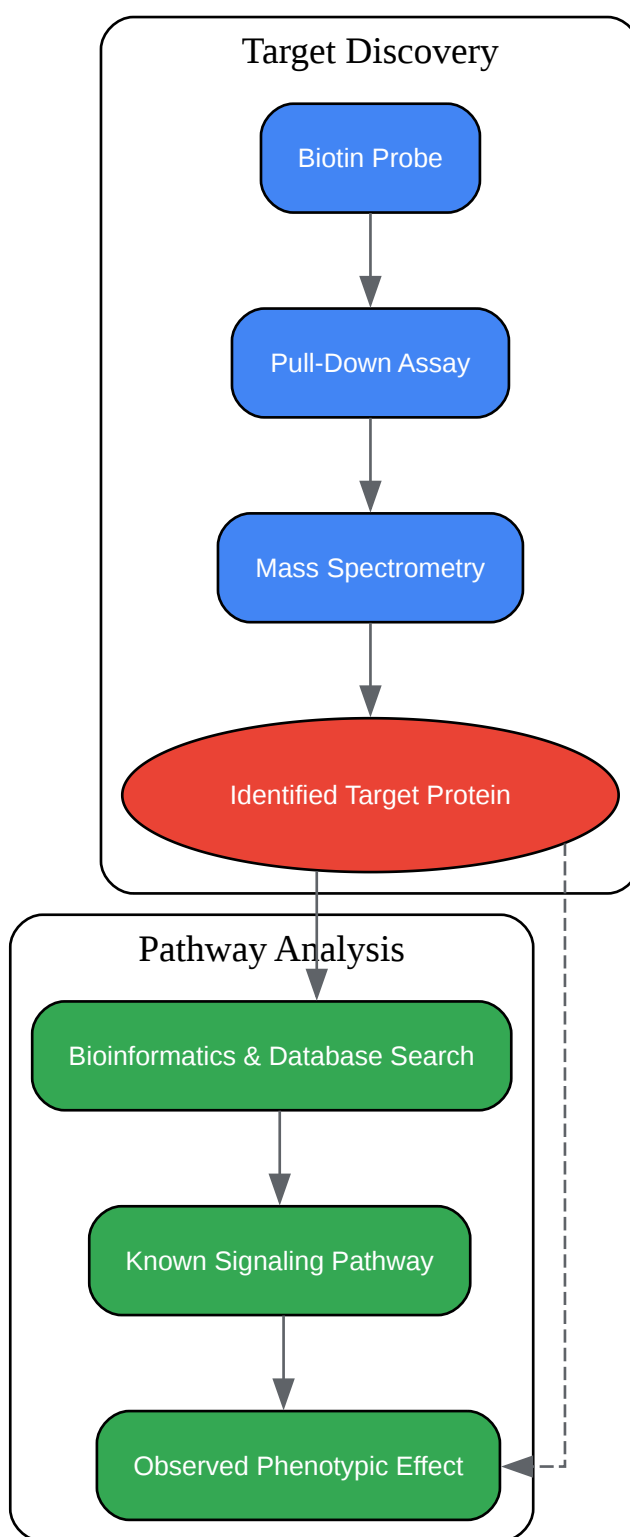 Target Discovery
Biotin Probe
Pull-Down Assay
Mass Spectrometry
Identified Target Protein
Pathway Analysis
Bioinformatics & Database Search
Known Signaling Pathway
Observed Phenotypic Effect